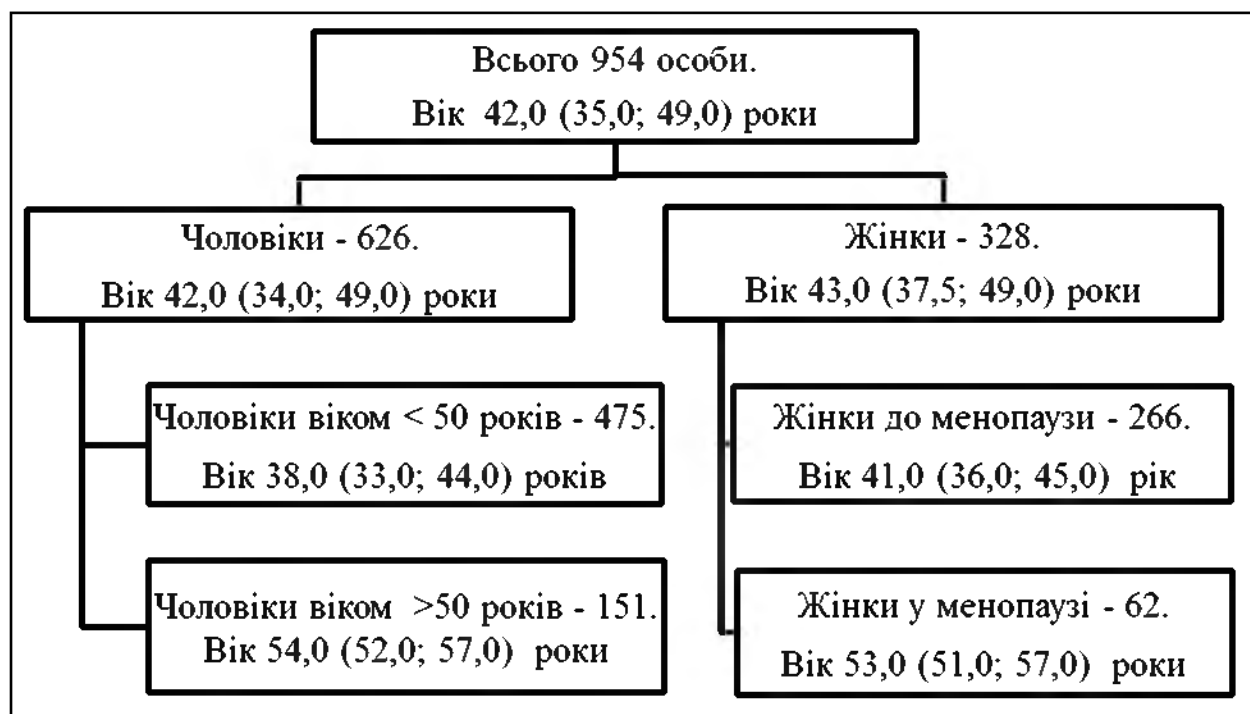 Всього 954 особи.
Вік 42,0 (35,0; 49,0) роки
Чоловіки - 626.
Вік 42,0 (34,0; 49,0) роки
Жінки - 328.
Вік 43,0 (37,5; 49,0) роки
Чоловіки віком < 50 років - 475.
Вік 38,0 (33,0; 44,0) років
Жінки до менопаузи - 266.
Вік 41,0 (36,0; 45,0) рік
Чоловіки віком >50 років - 151.
Вік 54,0 (52,0; 57,0) роки
Жінки у менопаузі - 62.
Вік 53,0 (51,0; 57,0) роки